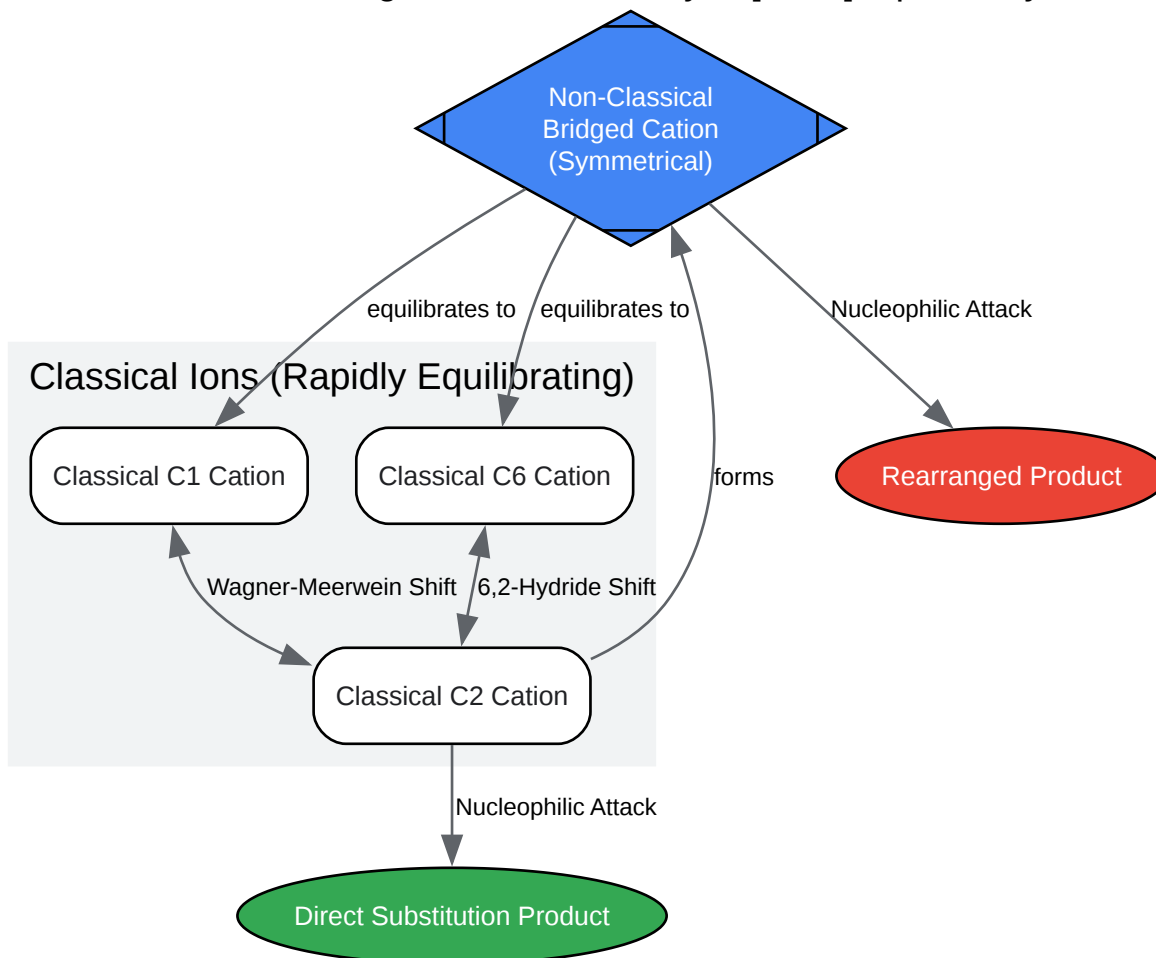 Non-Classical
Bridged Cation
(Symmetrical)
equilibrates to
equilibrates to
Nucleophilic Attack
Classical Ions (Rapidly Equilibrating)
Classical C1 Cation
Classical C6 Cation
forms
Rearranged Product
Wagner-Meerwein Shift
6,2-Hydride Shift
Classical C2 Cation
Nucleophilic Attack
Direct Substitution Product